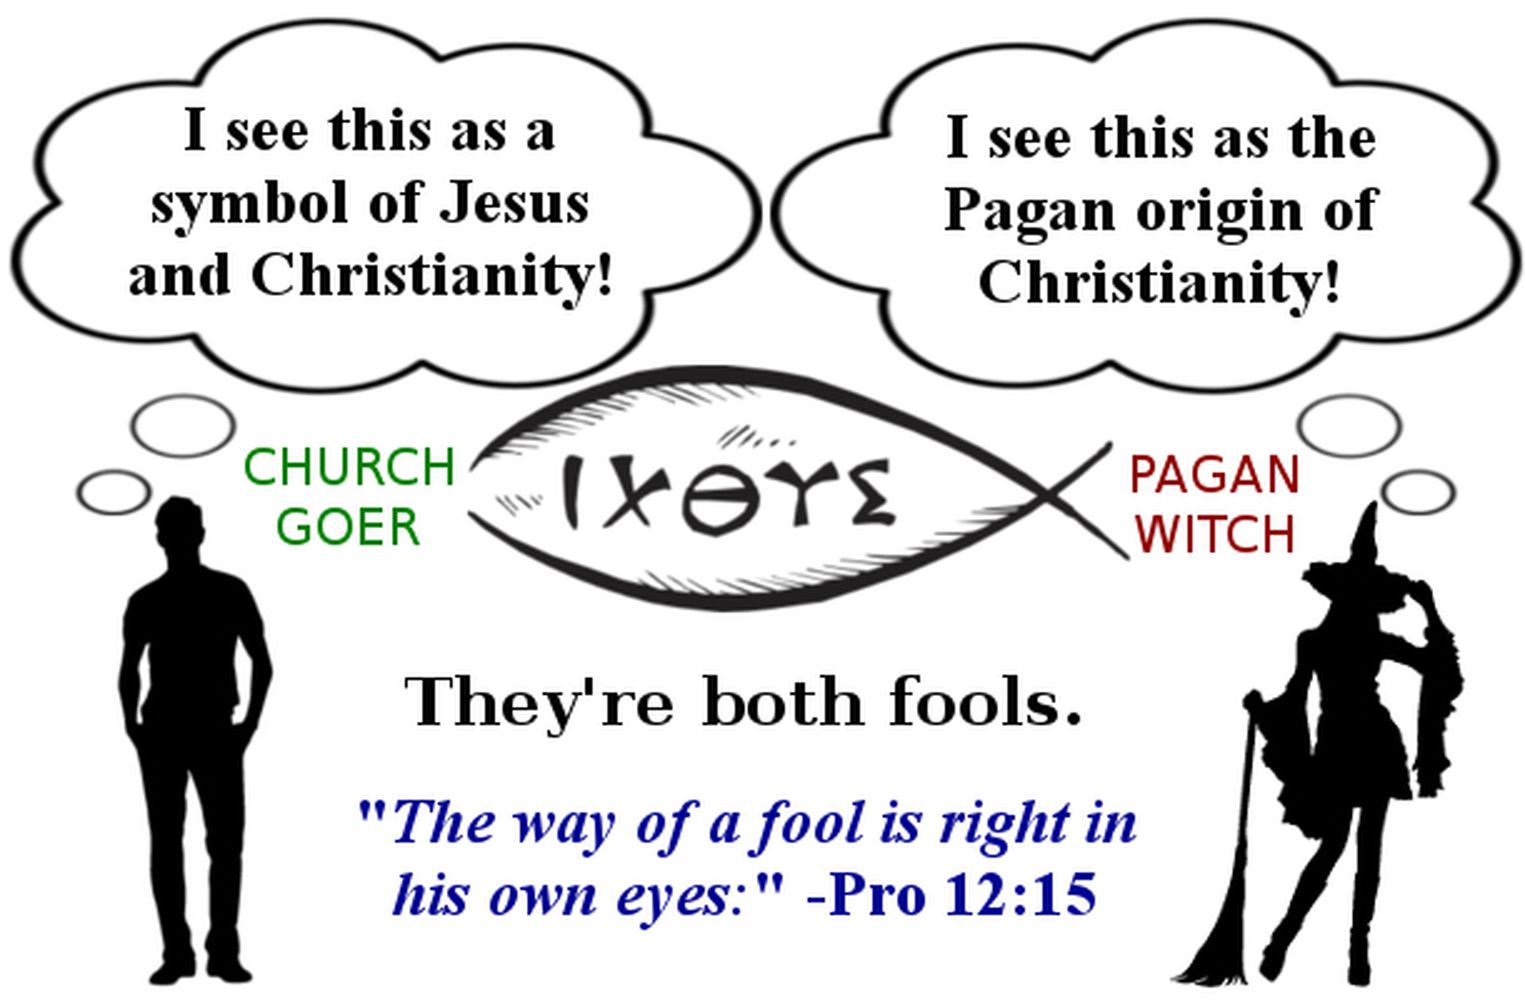 I see this as a
symbol of Jesus
and Christianity!
I see this as the
Pagan origin of
Christianity!
CHURCH
GOER
ΙΧΘΥΣ
PAGAN
WITCH
They're both fools.
"The way of a fool is right in
his own eyes:" -Pro 12:15